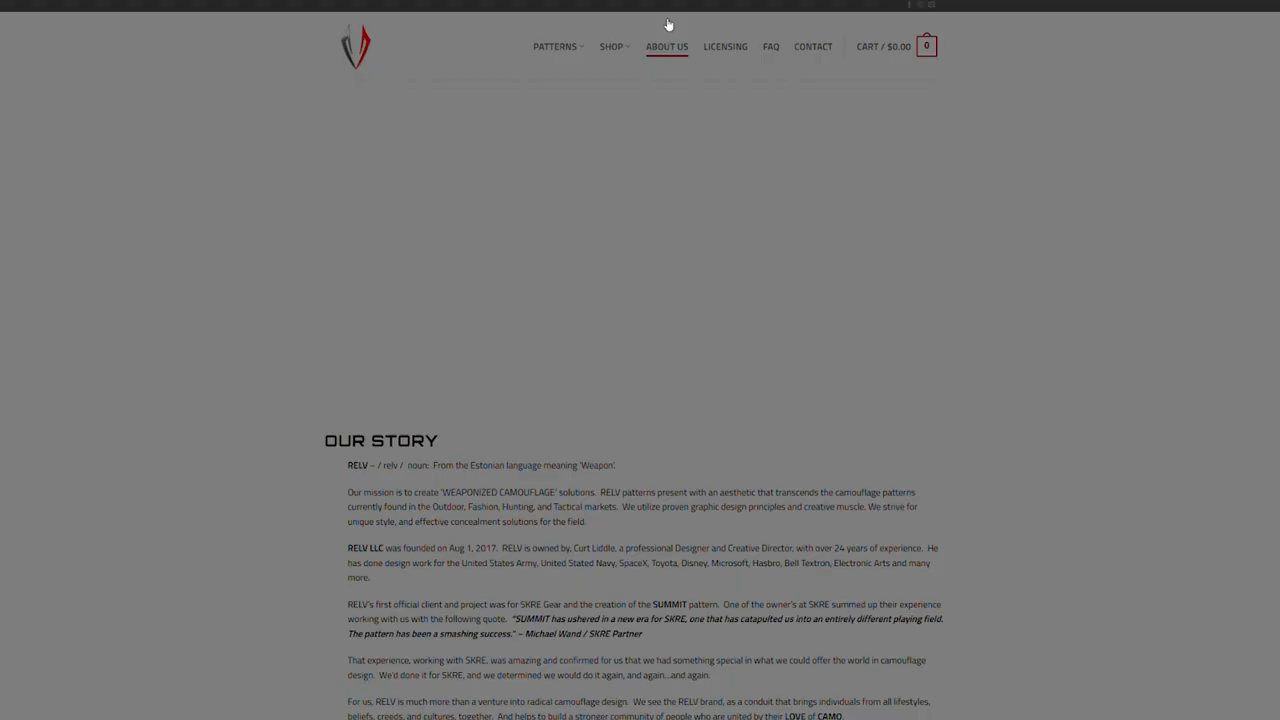 PATTERNS SHOP ABOUT US LICENSING FAQ CONTACT CART / $0.00 0
OUR STORY
RELV – / relv / noun: From the Estonian language meaning ‘Weapon’.
Our mission is to create ‘WEAPONIZED CAMOUFLAGE’ solutions. RELV patterns present with an aesthetic that transcends the camouflage patterns
currently found in the Outdoor, Fashion, Hunting, and Tactical markets. We utilize proven graphic design principles and creative muscle. We strive for
unique style, and effective concealment solutions for the field.
RELV LLC was founded on Aug 1, 2017. RELV is owned by, Curt Liddle, a professional Designer and Creative Director, with over 24 years of experience. He
has done design work for the United States Army, United Stated Navy, SpaceX, Toyota, Disney, Microsoft, Hasbro, Bell Textron, Electronic Arts and many
more.
RELV’s first official client and project was for SKRE Gear and the creation of the SUMMIT pattern. One of the owner’s at SKRE summed up their experience
working with us with the following quote. “SUMMIT has ushered in a new era for SKRE, one that has catapulted us into an entirely different playing field.
The pattern has been a smashing success.” – Michael Wand / SKRE Partner
That experience, working with SKRE, was amazing and confirmed for us that we had something special in what we could offer the world in camouflage
design. We’d done it for SKRE, and we determined we would do it again, and again…and again.
For us, RELV is much more than a venture into radical camouflage design. We see the RELV brand, as a conduit that brings individuals from all lifestyles,
beliefs, creeds, and cultures, together. And helps to build a stronger community of people who are united by their LOVE of CAMO.